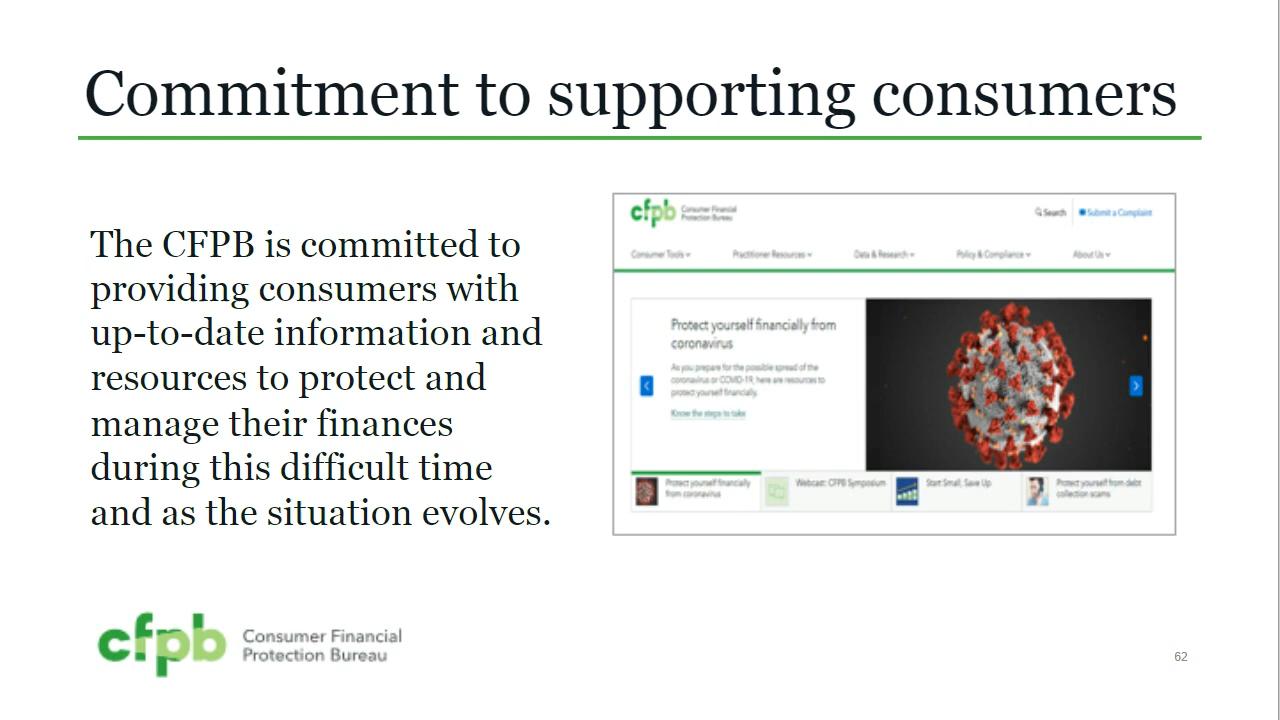 Commitment to supporting consumers
The CFPB is committed to
providing consumers with
up-to-date information and
resources to protect and
manage their finances
during this difficult time
and as the situation evolves.
cfpb Consumer Financial
Protection Bureau
Search
Submit a Complaint
Consumer Tools
Practitioner Resources
Data & Research
Policy & Compliance
About Us
Protect yourself financially from
coronavirus
As you prepare for the possible spread of the
coronavirus or COVID-19, here are resources to
protect yourself financially.
Know the steps to take
Protect yourself financially
from coronavirus
Webcast: CFPB Symposium
Start Small, Save Up
Protect yourself from debt
collection scams
cfpb Consumer Financial
Protection Bureau
62